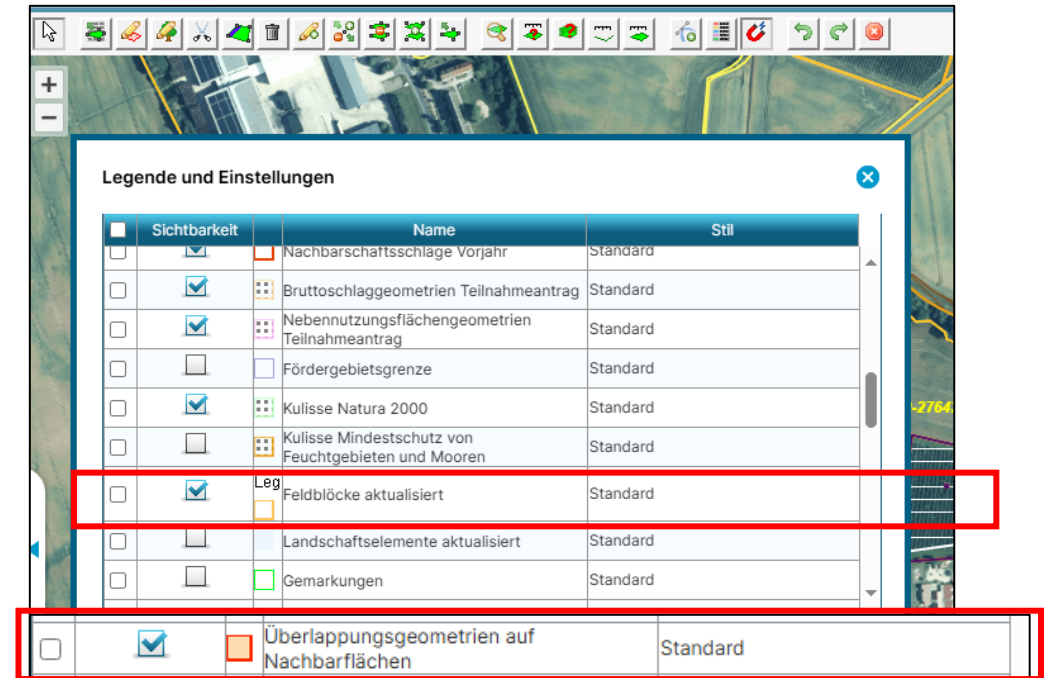 Legende und Einstellungen
Sichtbarkeit Name Stil
Nachbarschaftsschläge Vorjahr Standard
Bruttoschlaggeometrien Teilnahmeantrag Standard
Nebennutzungsflächengeometrien
Teilnahmeantrag
Standard
Fördergebietsgrenze Standard
Kulisse Natura 2000 Standard
-2764
Kulisse Mindestschutz von
Feuchtgebieten und Mooren
Standard
Leg
Feldblöcke aktualisiert Standard
Landschaftselemente aktualisiert Standard
Gemarkungen Standard
Überlappungsgeometrien auf
Nachbarflächen
Standard